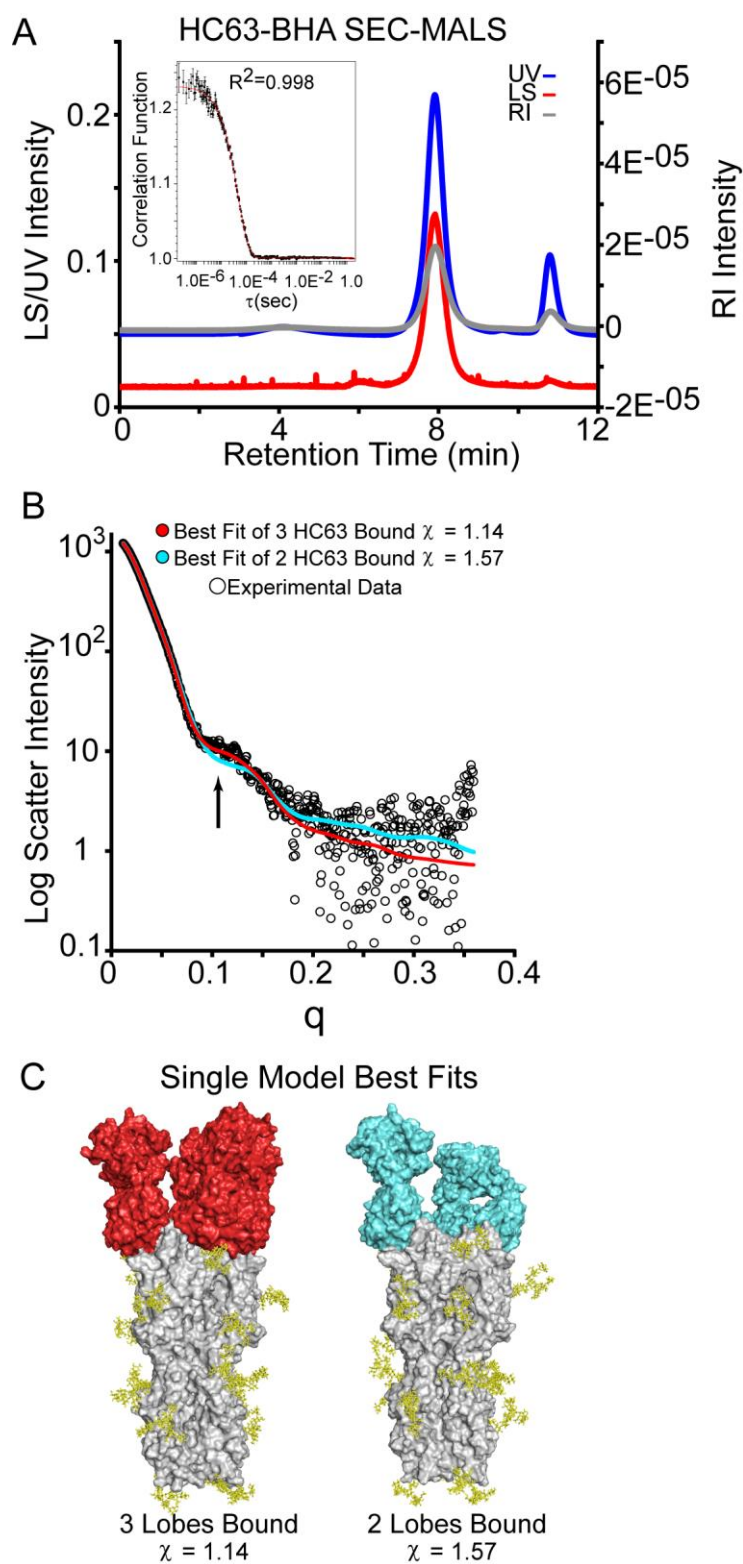 A
HC63-BHA SEC-MALS
LS/UV Intensity
0.2
0.1
0
Correlation Function
1.2
1.1
1.0
R²=0.998
1.0E⁻⁶ 1.0E⁻⁴ 1.0E⁻² 1.0
τ(sec)
UV
LS
RI
6E⁻⁰⁵
2E⁻⁰⁵
0
-2E⁻⁰⁵
RI Intensity
0 4 8 12
Retention Time (min)
B
Best Fit of 3 HC63 Bound χ = 1.14
Best Fit of 2 HC63 Bound χ = 1.57
Experimental Data
Log Scatter Intensity
10³
10²
10
1
0.1
0 0.1 0.2 0.3 0.4
q
C
Single Model Best Fits
3 Lobes Bound
χ = 1.14
2 Lobes Bound
χ = 1.57